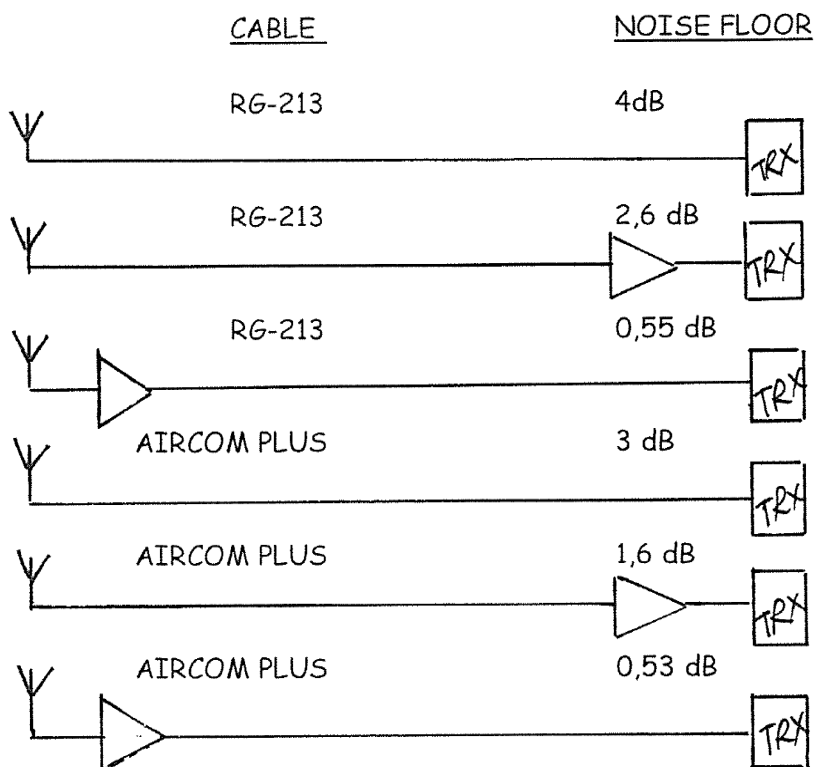 CABLE NOISE FLOOR
RG-213 4dB
TRX
RG-213 2,6 dB
TRX
RG-213 0,55 dB
TRX
AIRCOM PLUS 3 dB
TRX
AIRCOM PLUS 1,6 dB
TRX
AIRCOM PLUS 0,53 dB
TRX